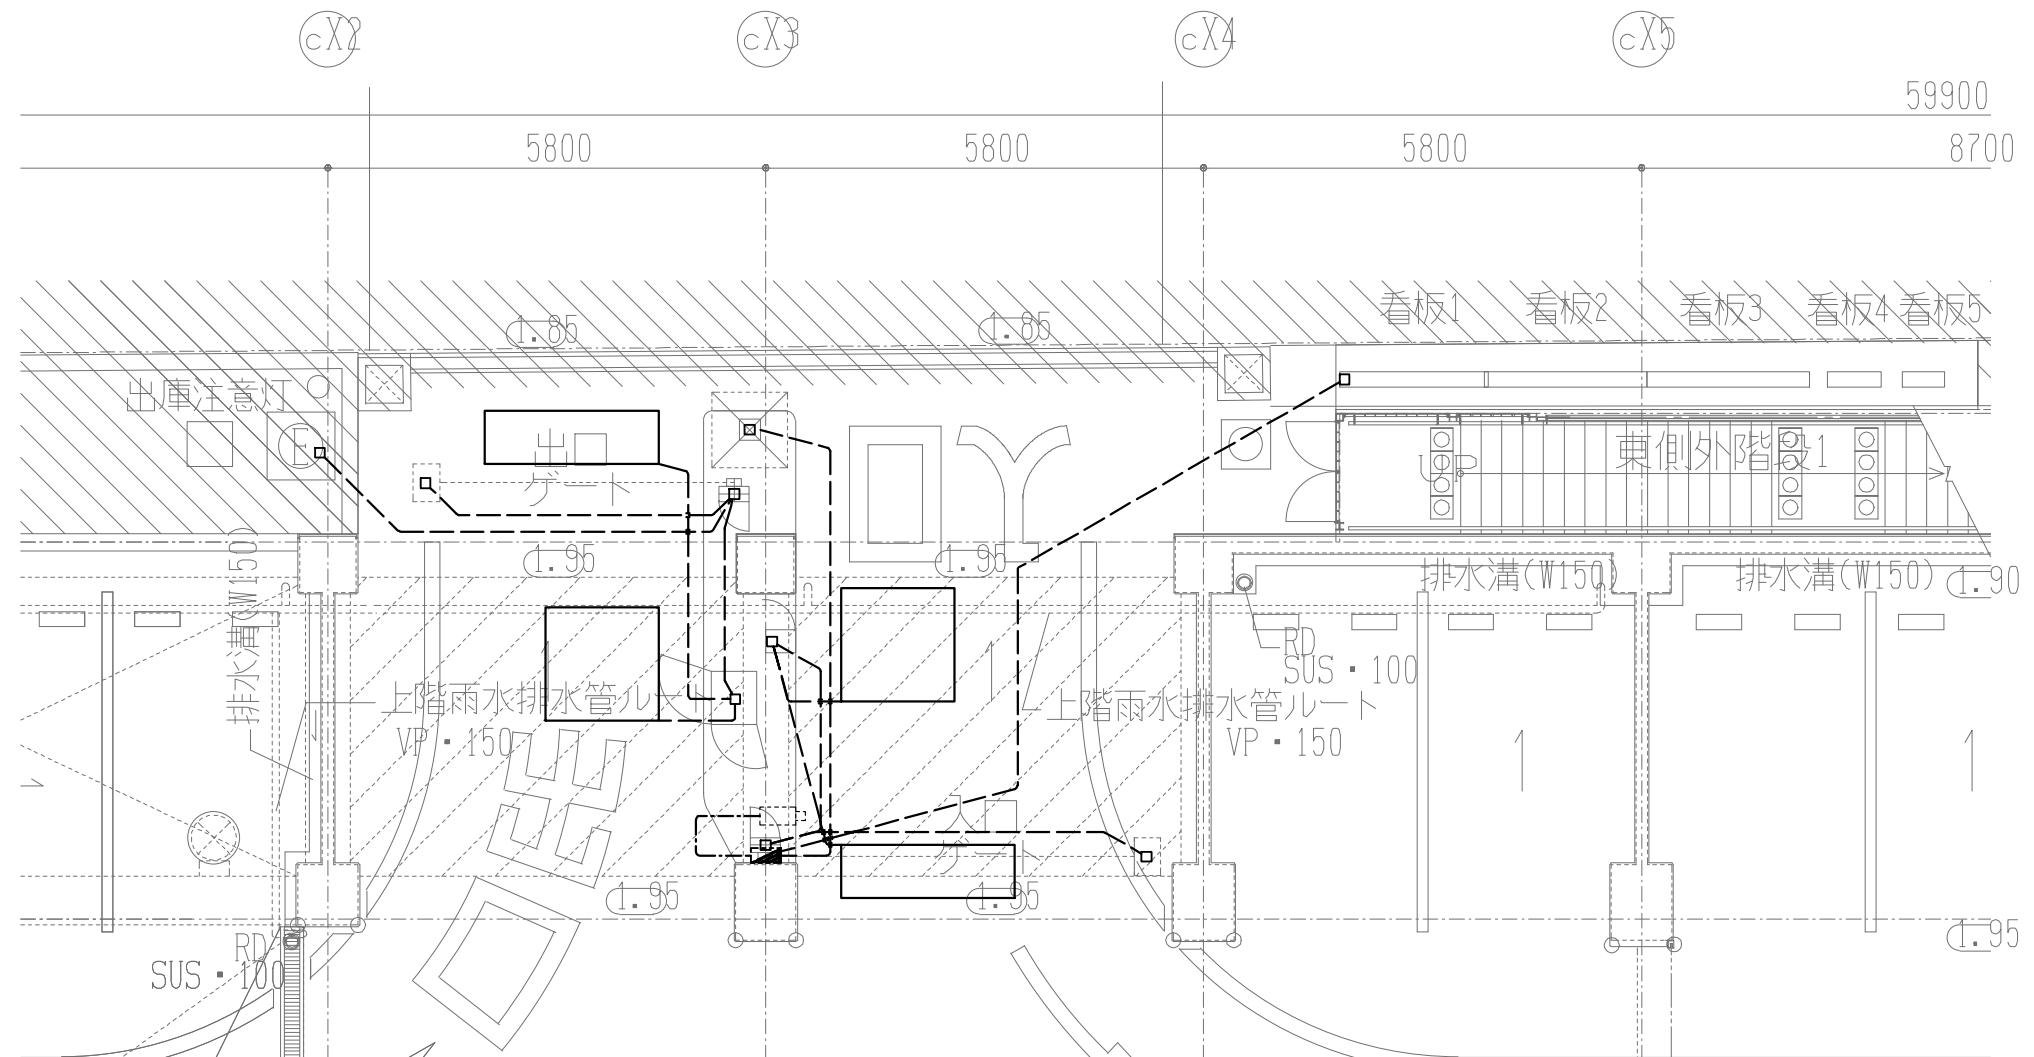 cX2
cX3
cX4
cX5
59900
5800
5800
5800
8700
看板1
看板2
看板3
看板4
看板5
1.85
1.85
出庫注意灯
E
出口
ゲート
東側外階段1
UP
1.95
1.95
排水溝(W150)
排水溝(W150)
排水溝(W150)
1.90
RD
SUS・100
上階雨水排水管ルート
VP・150
上階雨水排水管ルート
VP・150
入口
ゲート
1.95
1.95
1.95
RD
SUS・100
出口